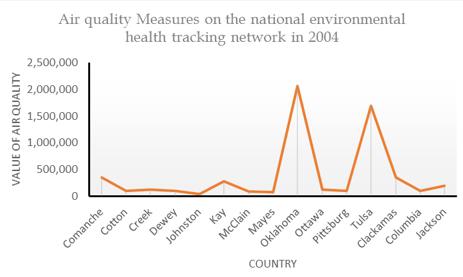 Air quality Measures on the national environmental
health tracking network in 2004
VALUE OF AIRQUALITY
2,500,000
2,000,000
1,500,000
1,000,000
500,000
0
Comanche
Cotton
Creek
Dewey
Johnston
Kay
McClain
Mayes
Oklahoma
Ottawa
Pittsburg
Tulsa
Clackamas
Columbia
Jackson
COUNTRY